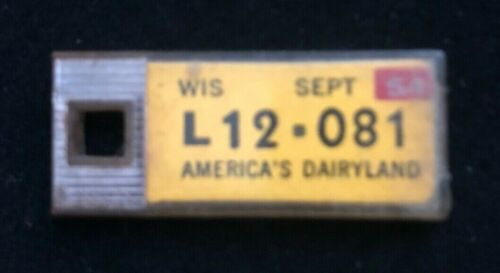 WIS SEPT
L12·081
AMERICA'S DAIRYLAND